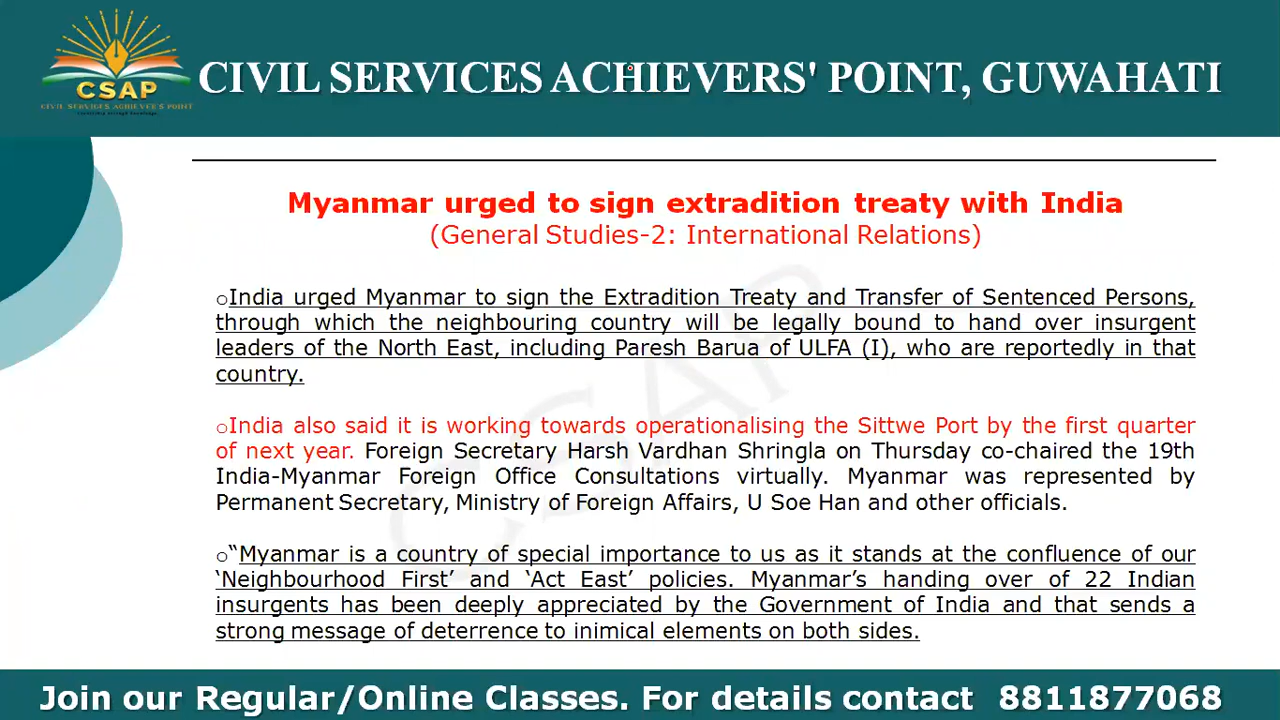 CSAP
CIVIL SERVICES ACHIEVER'S POINT
CIVIL SERVICES ACHIEVERS' POINT, GUWAHATI
Myanmar urged to sign extradition treaty with India
(General Studies-2: International Relations)
oIndia urged Myanmar to sign the Extradition Treaty and Transfer of Sentenced Persons,
through which the neighbouring country will be legally bound to hand over insurgent
leaders of the North East, including Paresh Barua of ULFA (I), who are reportedly in that
country.
oIndia also said it is working towards operationalising the Sittwe Port by the first quarter
of next year. Foreign Secretary Harsh Vardhan Shringla on Thursday co-chaired the 19th
India-Myanmar Foreign Office Consultations virtually. Myanmar was represented by
Permanent Secretary, Ministry of Foreign Affairs, U Soe Han and other officials.
o“Myanmar is a country of special importance to us as it stands at the confluence of our
‘Neighbourhood First’ and ‘Act East’ policies. Myanmar’s handing over of 22 Indian
insurgents has been deeply appreciated by the Government of India and that sends a
strong message of deterrence to inimical elements on both sides.
CSAP
Join our Regular/Online Classes. For details contact 8811877068